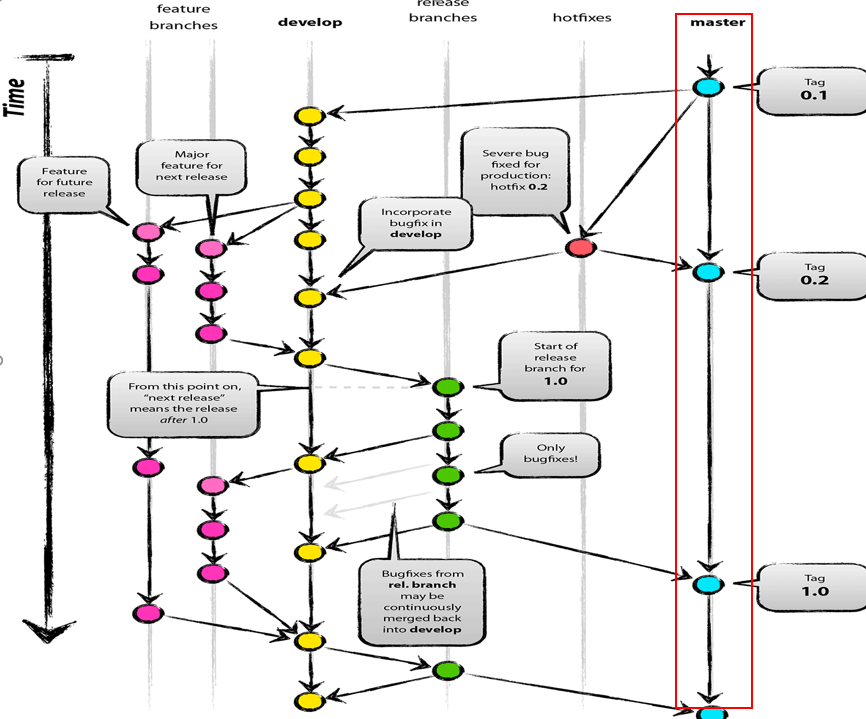 feature
branches
develop
release
branches
hotfixes
master
Time
Tag
0.1
Major
feature for
next release
Severe bug
fixed for
production:
hotfix 0.2
Feature
for future
release
Incorporate
bugfix in
develop
Tag
0.2
Start of
release
branch for
1.0
From this point on,
“next release”
means the release
after 1.0
Only
bugfixes!
Bugfixes from
rel. branch
may be
continuously
merged back
into develop
Tag
1.0